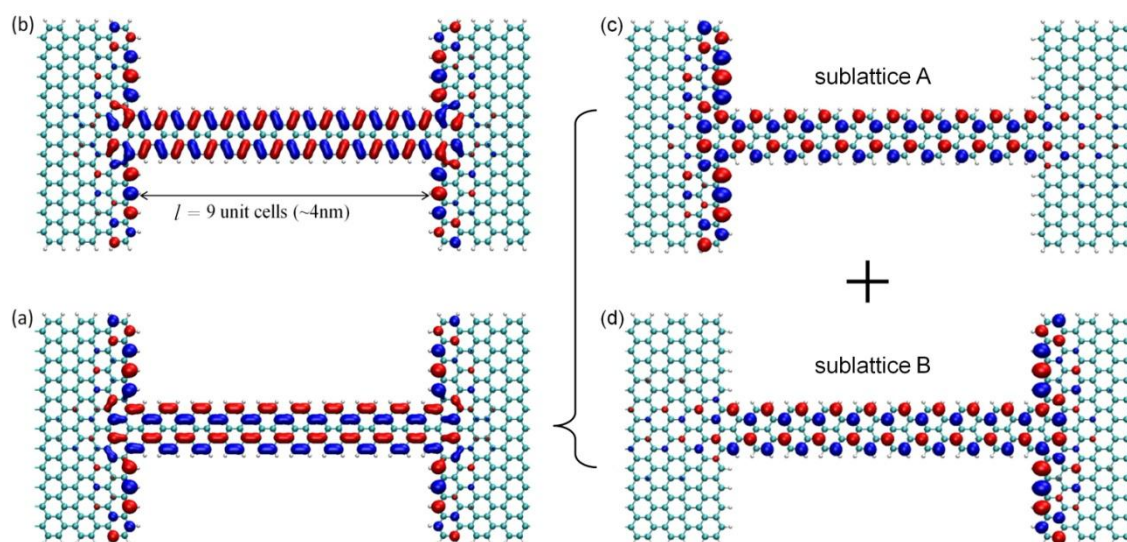 (b)
l = 9 unit cells (~4nm)
(a)
(c)
sublattice A
+
(d)
sublattice B